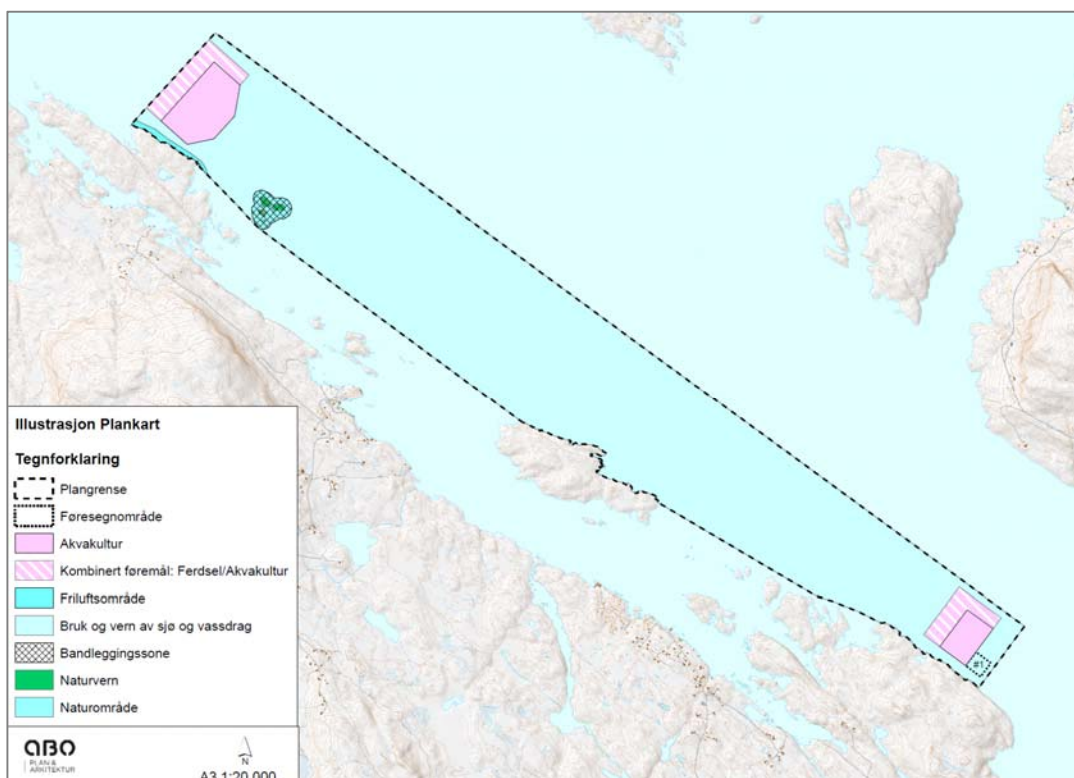 Illustrasjon Plankart
Tegnforklaring
Plangrense
Føresegnområde
Akvakultur
Kombinert føremål: Ferdsel/Akvakultur
Friluftsområde
Bruk og vern av sjø og vassdrag
Bandleggingssone
Naturvern
Naturområde
ABO
PLAN &
ARKITEKTUR
N
A3 1:20 000
#1